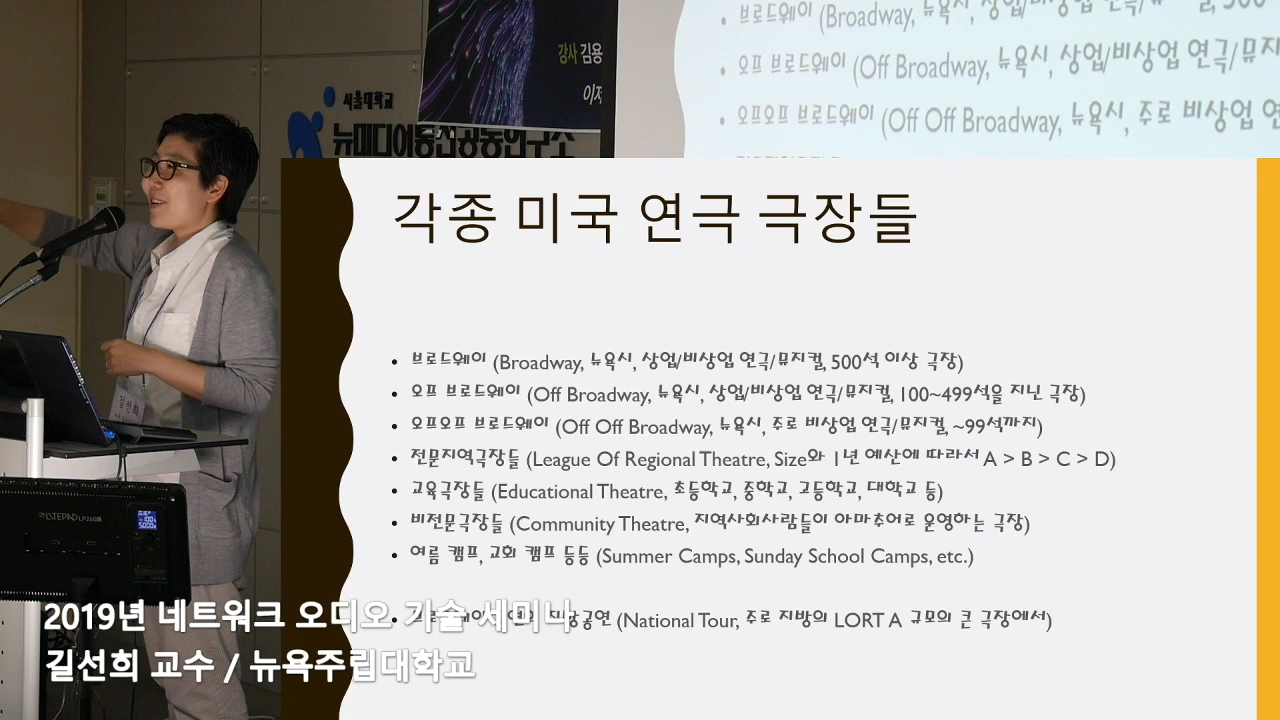 브로드웨이 (Broadway, 뉴욕시, 상업/비상업 연극/뮤
오프 브로드웨이 (Off Broadway, 뉴욕시, 상업/비상업 연극/뮤지
오프오프 브로드웨이 (Off Off Broadway, 뉴욕시, 주로 비상업 연
강사 김용
이저
서울대학교
뉴미디어통신공동연구소
각종 미국 연극 극장들
• 브로드웨이 (Broadway, 뉴욕시, 상업/비상업 연극/뮤지컬, 500석 이상 극장)
• 오프 브로드웨이 (Off Broadway, 뉴욕시, 상업/비상업 연극/뮤지컬, 100~499석을 지닌 극장)
• 오프오프 브로드웨이 (Off Off Broadway, 뉴욕시, 주로 비상업 연극/뮤지컬, ~99석까지)
• 전문지역극장들 (League Of Regional Theatre, Size와 1년 예산에 따라서 A > B > C > D)
• 교육극장들 (Educational Theatre, 초등학교, 중학교, 고등학교, 대학교 등)
• 비전문극장들 (Community Theatre, 지역사회사람들이 아마추어로 운영하는 극장)
• 여름 캠프, 교회 캠프 등등 (Summer Camps, Sunday School Camps, etc.)
• (National Tour, 주로 지방의 LORT A 규모의 큰 극장에서)
길선희
2019년 네트워크 오디오 기술 세미나
길선희 교수 / 뉴욕주립대학교